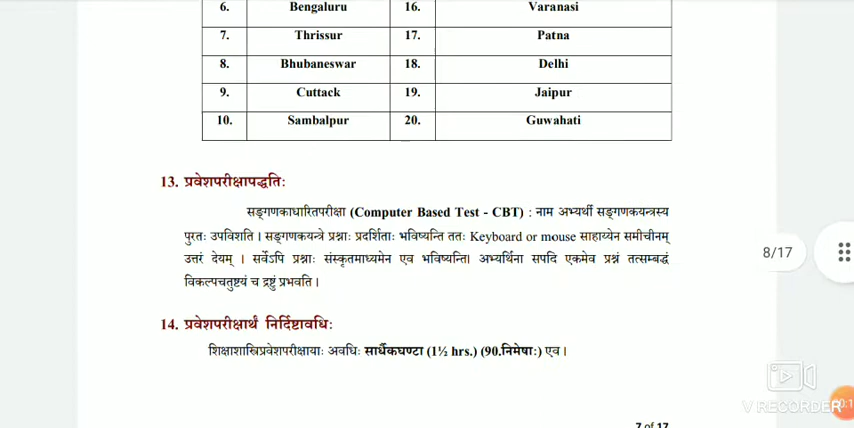 6. Bengaluru 16. Varanasi
7. Thrissur 17. Patna
8. Bhubaneswar 18. Delhi
9. Cuttack 19. Jaipur
10. Sambalpur 20. Guwahati
13. प्रवेशपरीक्षापद्धतिः
सङ्गणकाधारितपरीक्षा (Computer Based Test - CBT) : नाम अभ्यर्थी सङ्गणकयन्त्रस्य
पुरतः उपविशति । सङ्गणकयन्त्रे प्रश्नाः प्रदर्शिताः भविष्यन्ति ततः Keyboard or mouse साहाय्येन समीचीनम्
उत्तरं देयम् । सर्वेऽपि प्रश्नाः संस्कृतमाध्यमेन एव भविष्यन्ति। अभ्यर्थिना सपदि एकमेव प्रश्नं तत्सम्बद्धं
विकल्पचतुष्टयं च द्रष्टुं प्रभवति ।
8/17
14. प्रवेशपरीक्षार्थं निर्दिष्टावधिः
शिक्षाशास्त्रिप्रवेशपरीक्षायाः अवधिः सार्धैकघण्टा (1½ hrs.) (90.निमेषाः) एव ।
V RECORDER
7 of 17